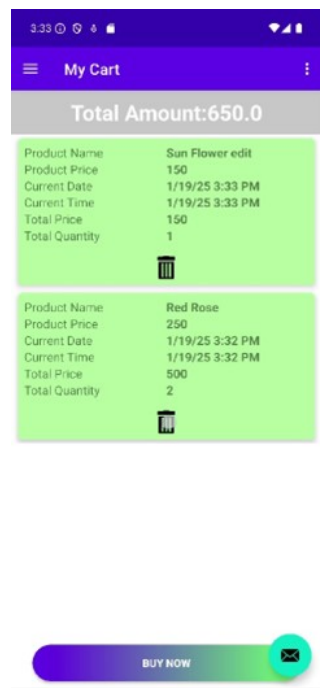 3:33
My Cart
Total Amount:650.0
Product Name Sun Flower edit
Product Price 150
Current Date 1/19/25 3:33 PM
Current Time 1/19/25 3:33 PM
Total Price 150
Total Quantity 1
Product Name Red Rose
Product Price 250
Current Date 1/19/25 3:32 PM
Current Time 1/19/25 3:32 PM
Total Price 500
Total Quantity 2
BUY NOW